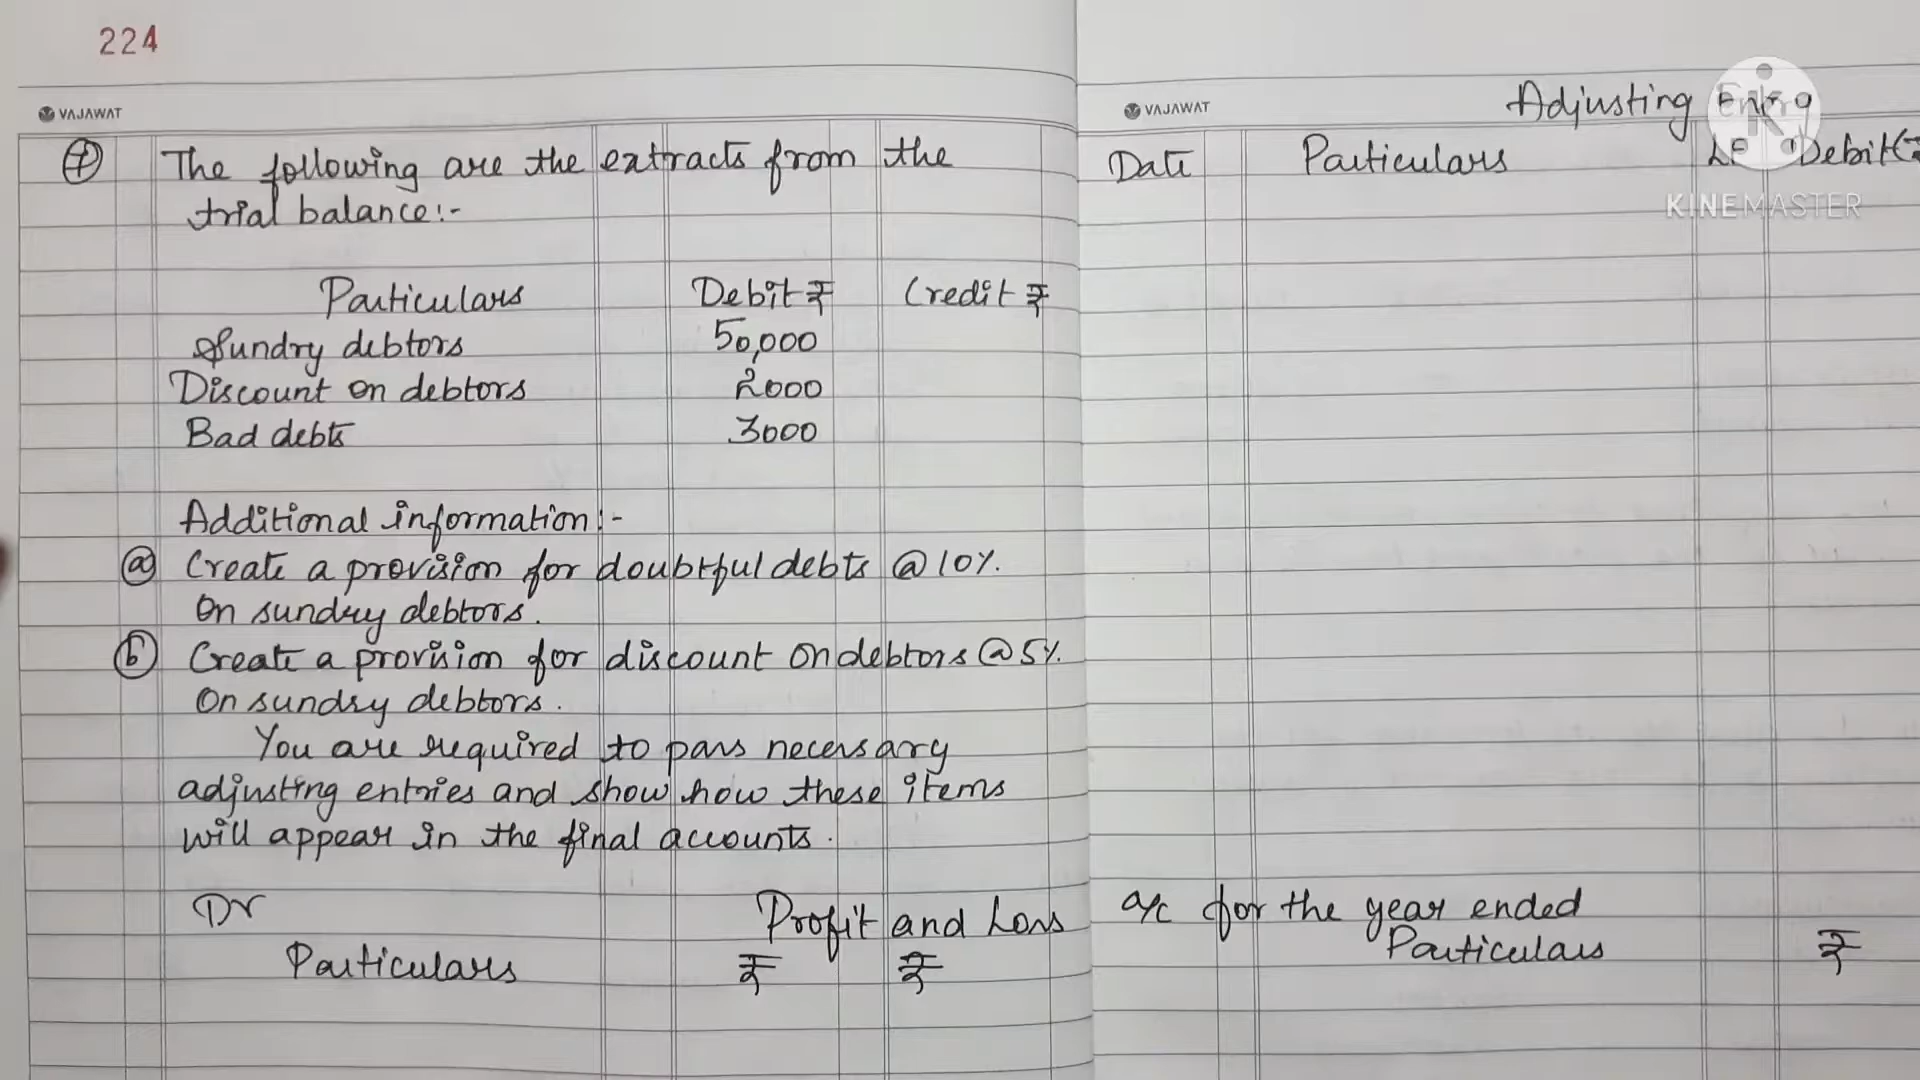 224
VAJAWAT
⑦ The following are the extracts from the
trial balance:-
Particulars Debit ₹ Credit ₹
Sundry debtors 50,000
Discount on debtors 2000
Bad debts 3000
Additional information:-
ⓐ Create a provision for doubtful debts @ 10%.
On sundry debtors.
ⓑ Create a provision for discount on debtors @ 5%.
On sundry debtors.
You are required to pass necessary
adjusting entries and show how these items
will appear in the final accounts.
Dr Profit and Loss a/c for the year ended
Particulars ₹ ₹ Particulars ₹
VAJAWAT
Adjusting
Date Particulars Debit
KINEMASTER